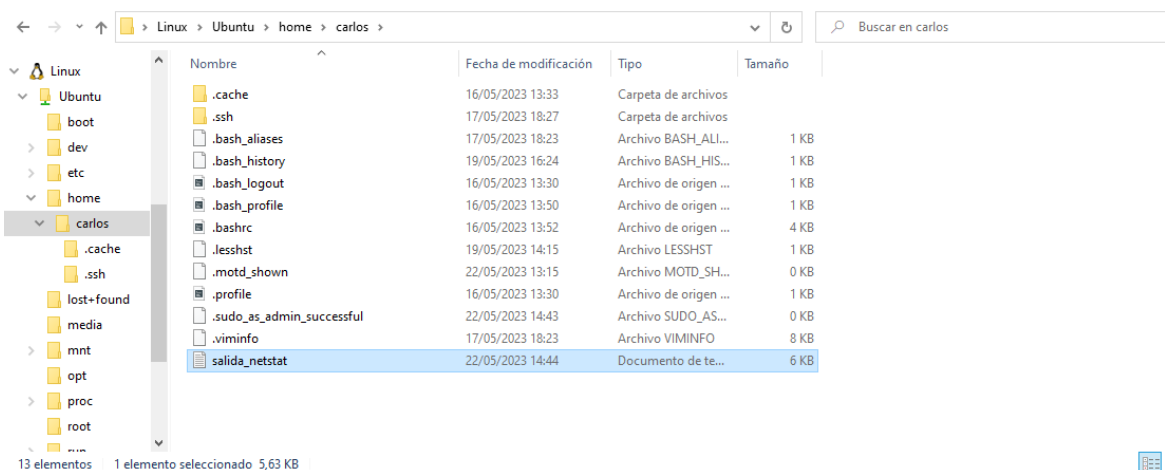 Linux > Ubuntu > home > carlos >
Buscar en carlos
Linux
Ubuntu
boot
dev
etc
home
carlos
.cache
.ssh
lost+found
media
mnt
opt
proc
root
run
Nombre Fecha de modificación Tipo Tamaño
.cache 16/05/2023 13:33 Carpeta de archivos
.ssh 17/05/2023 18:27 Carpeta de archivos
.bash_aliases 17/05/2023 18:23 Archivo BASH_ALI... 1 KB
.bash_history 19/05/2023 16:24 Archivo BASH_HIS... 1 KB
.bash_logout 16/05/2023 13:30 Archivo de origen ... 1 KB
.bash_profile 16/05/2023 13:50 Archivo de origen ... 1 KB
.bashrc 16/05/2023 13:52 Archivo de origen ... 4 KB
.lesshst 19/05/2023 14:15 Archivo LESSHST 1 KB
.motd_shown 22/05/2023 13:15 Archivo MOTD_SH... 0 KB
.profile 16/05/2023 13:30 Archivo de origen ... 1 KB
.sudo_as_admin_successful 22/05/2023 14:43 Archivo SUDO_AS... 0 KB
.viminfo 17/05/2023 18:23 Archivo VIMINFO 8 KB
salida_netstat 22/05/2023 14:44 Documento de te... 6 KB
13 elementos 1 elemento seleccionado 5,63 KB